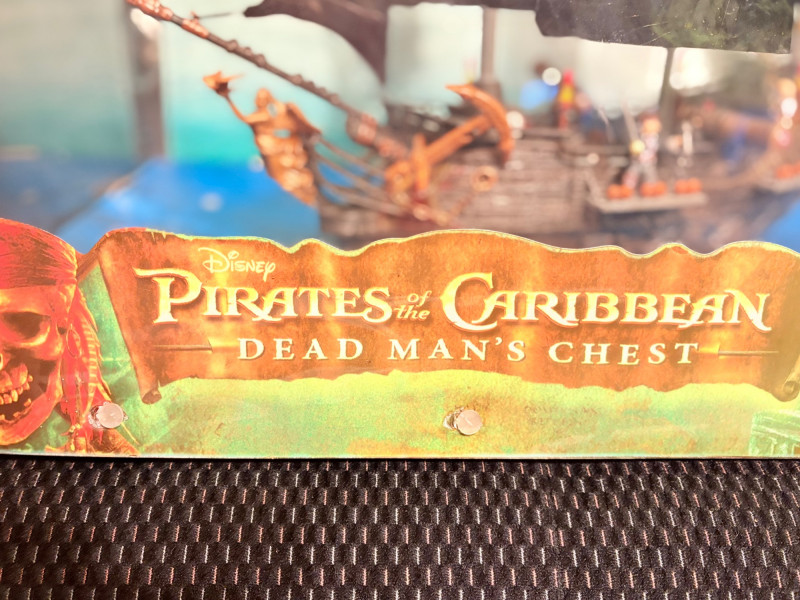 Disney
PIRATES of the CARIBBEAN
DEAD MAN'S CHEST